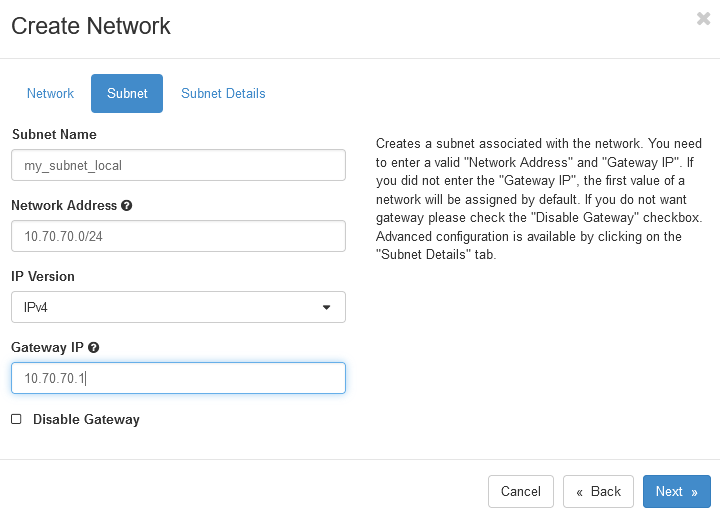 Create Network
×
Network Subnet Subnet Details
Subnet Name
my_subnet_local
Network Address ?
10.70.70.0/24
IP Version
IPv4
Gateway IP ?
10.70.70.1
Disable Gateway
Creates a subnet associated with the network. You need
to enter a valid "Network Address" and "Gateway IP". If
you did not enter the "Gateway IP", the first value of a
network will be assigned by default. If you do not want
gateway please check the "Disable Gateway" checkbox.
Advanced configuration is available by clicking on the
"Subnet Details" tab.
Cancel « Back Next »